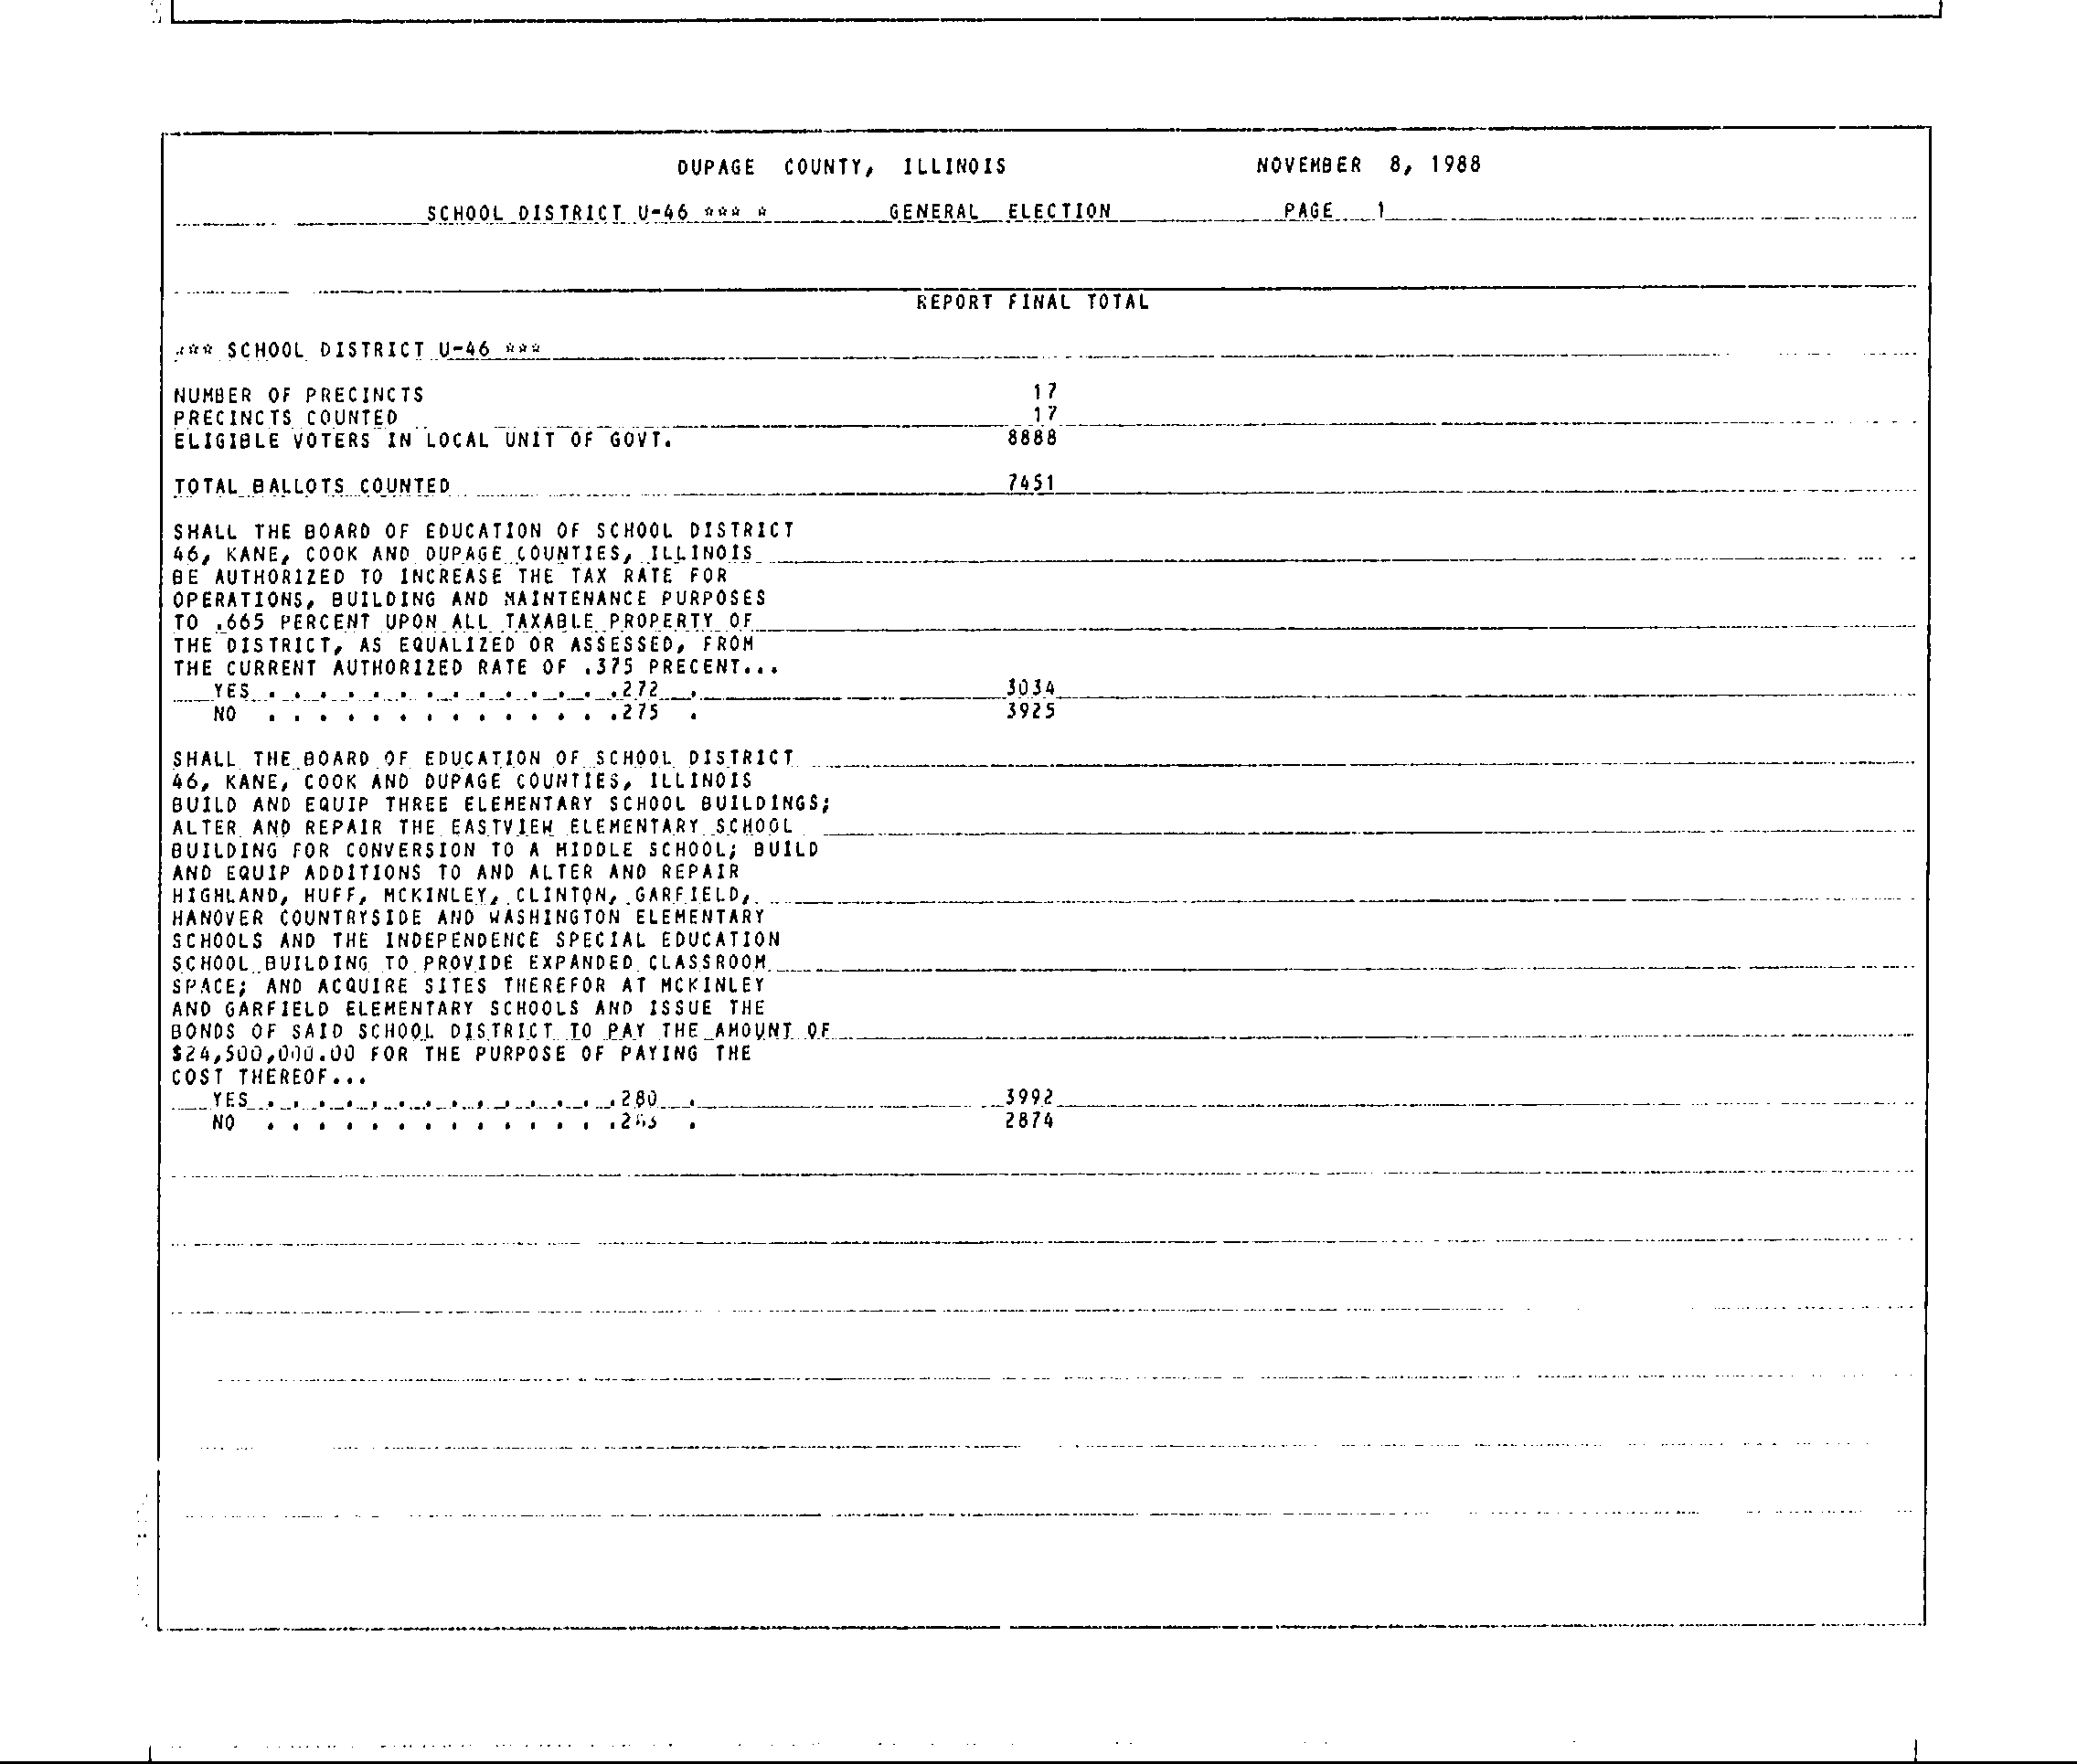 DUPAGE COUNTY, ILLINOIS NOVEMBER 8, 1988
SCHOOL DISTRICT U-46 *** * GENERAL ELECTION PAGE 1
REPORT FINAL TOTAL
*** SCHOOL DISTRICT U-46 ***
NUMBER OF PRECINCTS 17
PRECINCTS COUNTED 17
ELIGIBLE VOTERS IN LOCAL UNIT OF GOVT. 8888
TOTAL BALLOTS COUNTED 7451
SHALL THE BOARD OF EDUCATION OF SCHOOL DISTRICT
46, KANE, COOK AND DUPAGE COUNTIES, ILLINOIS
BE AUTHORIZED TO INCREASE THE TAX RATE FOR
OPERATIONS, BUILDING AND MAINTENANCE PURPOSES
TO .665 PERCENT UPON ALL TAXABLE PROPERTY OF
THE DISTRICT, AS EQUALIZED OR ASSESSED, FROM
THE CURRENT AUTHORIZED RATE OF .375 PRECENT...
YES . . . . . . . . . . . . . .272 . 3034
NO . . . . . . . . . . . . . .275 . 3925
SHALL THE BOARD OF EDUCATION OF SCHOOL DISTRICT
46, KANE, COOK AND DUPAGE COUNTIES, ILLINOIS
BUILD AND EQUIP THREE ELEMENTARY SCHOOL BUILDINGS;
ALTER AND REPAIR THE EASTVIEW ELEMENTARY SCHOOL
BUILDING FOR CONVERSION TO A MIDDLE SCHOOL; BUILD
AND EQUIP ADDITIONS TO AND ALTER AND REPAIR
HIGHLAND, HUFF, MCKINLEY, CLINTON, GARFIELD,
HANOVER COUNTRYSIDE AND WASHINGTON ELEMENTARY
SCHOOLS AND THE INDEPENDENCE SPECIAL EDUCATION
SCHOOL BUILDING TO PROVIDE EXPANDED CLASSROOM
SPACE; AND ACQUIRE SITES THEREFOR AT MCKINLEY
AND GARFIELD ELEMENTARY SCHOOLS AND ISSUE THE
BONDS OF SAID SCHOOL DISTRICT TO PAY THE AMOUNT OF
$24,500,000.00 FOR THE PURPOSE OF PAYING THE
COST THEREOF...
YES . . . . . . . . . . . . . .280 . 3992
NO . . . . . . . . . . . . . . . 2874